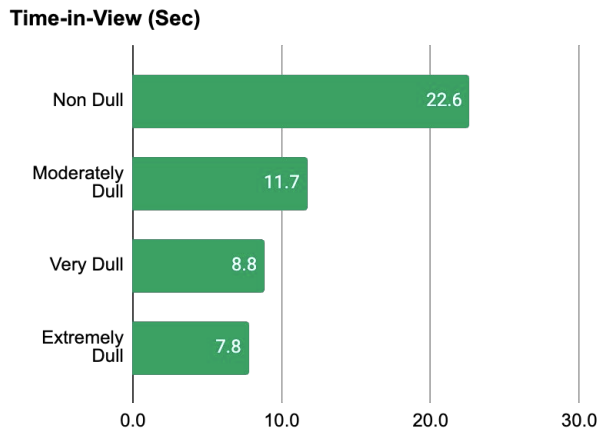 Time-in-View (Sec)
Non Dull
22.6
Moderately
Dull
11.7
Very Dull
8.8
Extremely
Dull
7.8
0.0
10.0
20.0
30.0